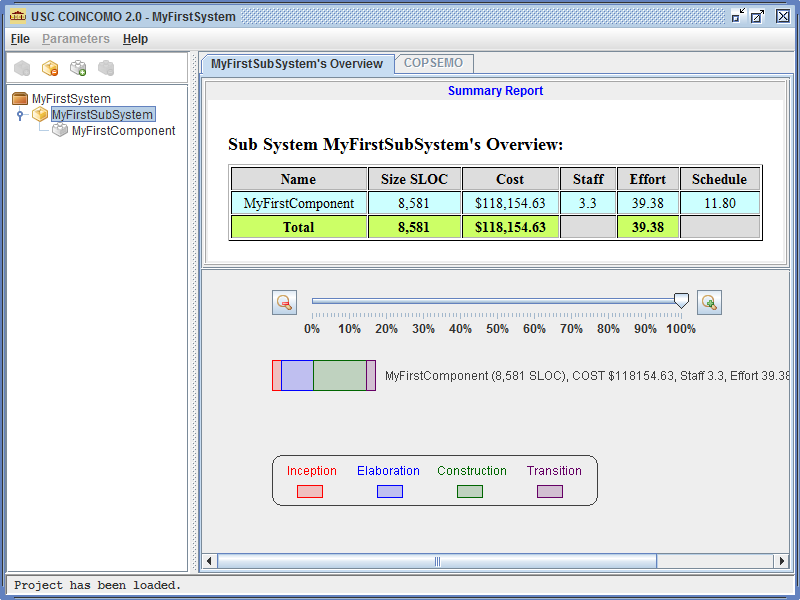 USC COINCOMO 2.0 - MyFirstSystem
File Parameters Help
MyFirstSystem
MyFirstSubSystem
MyFirstComponent
MyFirstSubSystem's Overview COPSEMO
Summary Report
Sub System MyFirstSubSystem's Overview:
Name Size SLOC Cost Staff Effort Schedule
MyFirstComponent 8,581 $118,154.63 3.3 39.38 11.80
Total 8,581 $118,154.63 39.38
0% 10% 20% 30% 40% 50% 60% 70% 80% 90% 100%
MyFirstComponent (8,581 SLOC), COST $118154.63, Staff 3.3, Effort 39.38
Inception Elaboration Construction Transition
Project has been loaded.